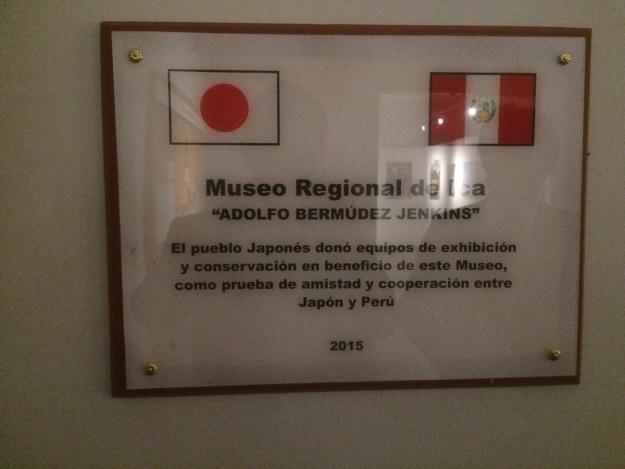 Museo Regional de Ica
“ADOLFO BERMÚDEZ JENKINS”
El pueblo Japonés donó equipos de exhibición
y conservación en beneficio de este Museo,
como prueba de amistad y cooperación entre
Japón y Perú
2015